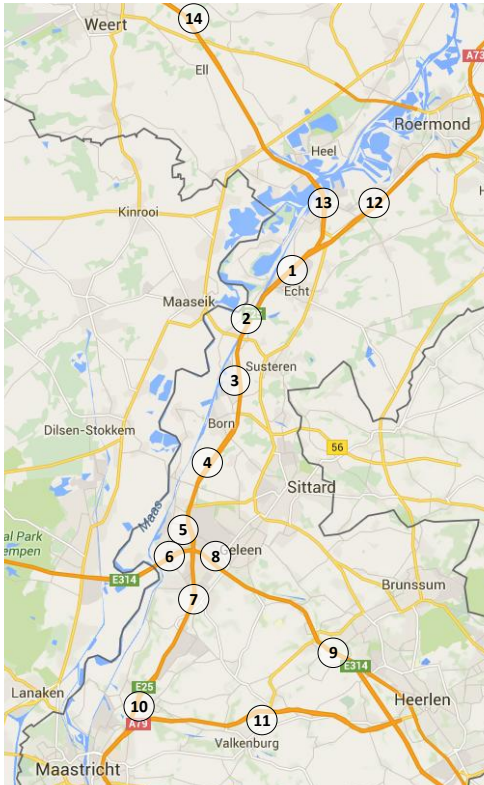 14
Weert
A73
Ell
Roermond
Heel
13
12
Kinrooi
1
Echt
Maaseik
2
Susteren
3
Born
Dilsen-Stokkem
56
4
Sittard
Maas
5
al Park
empen
6
8
eleen
E314
7
Brunssum
9
E314
E25
Lanaken
10
Heerlen
A79
11
Valkenburg
Maastricht